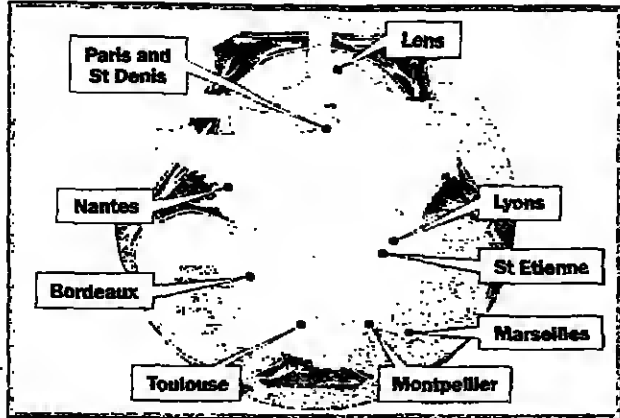 Paris and
St Denis
Lens
Nantes
Lyons
Bordeaux
St Etienne
Marseilles
Toulouse
Montpellier